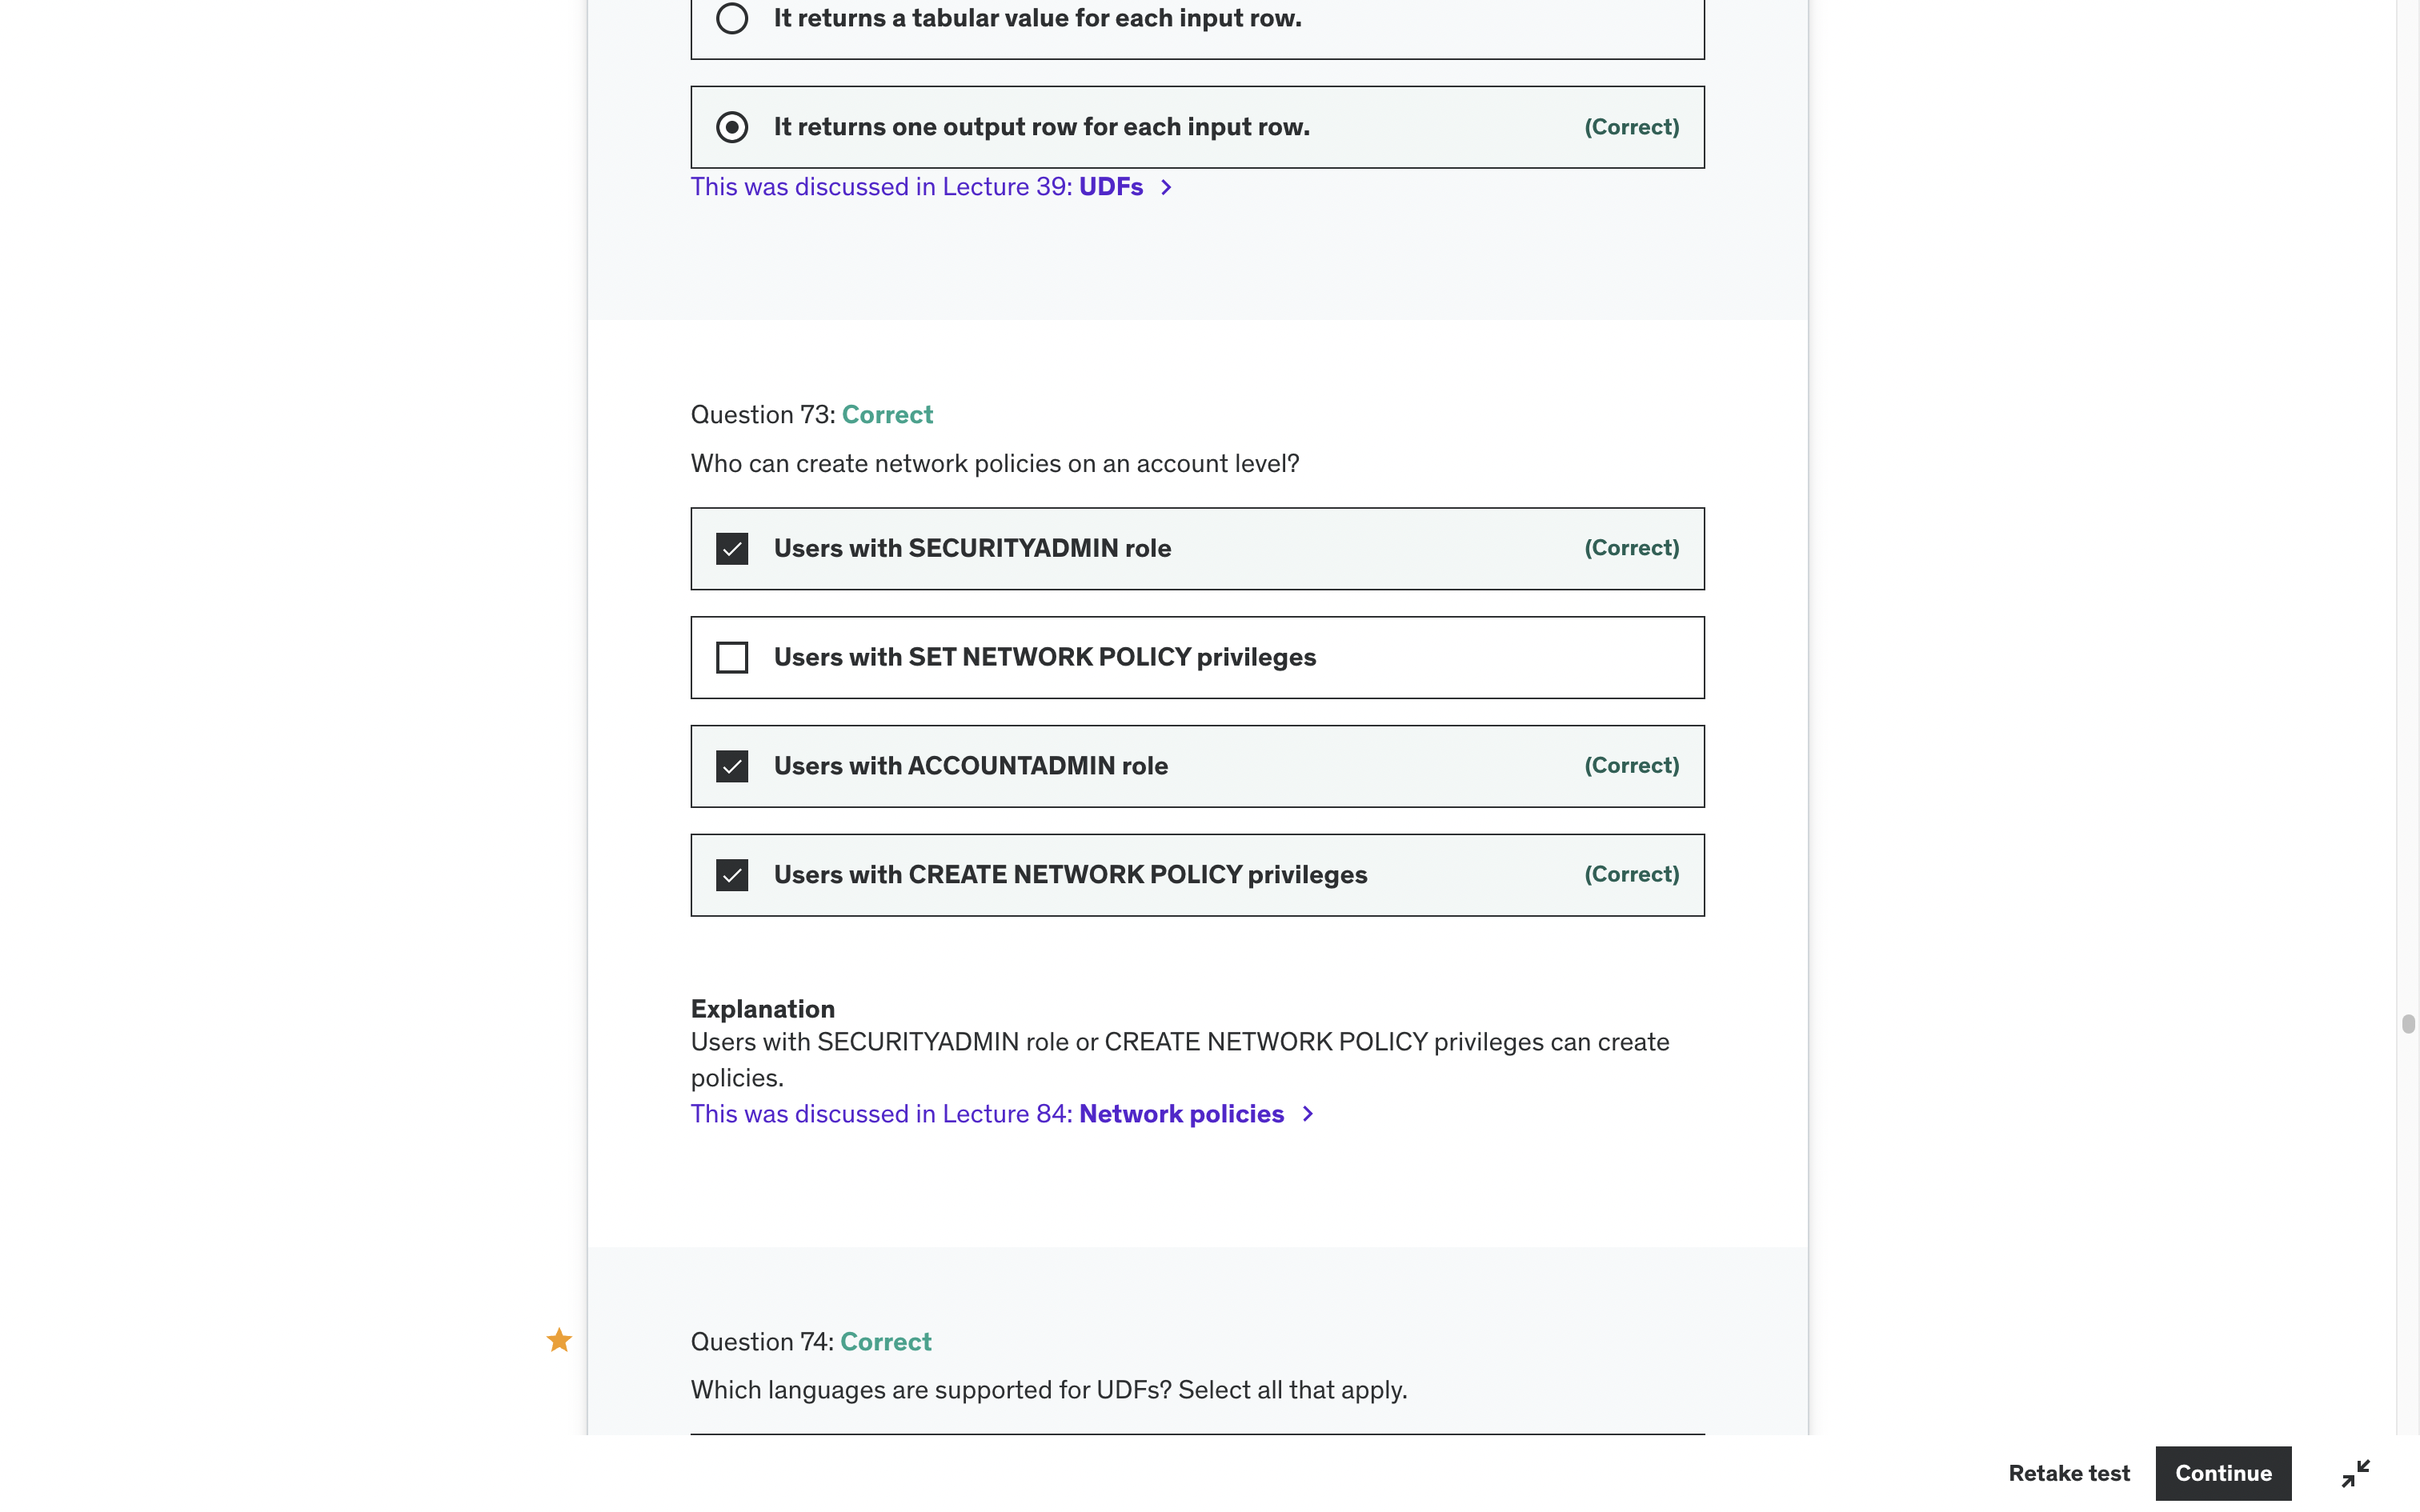 It returns a tabular value for each input row.
It returns one output row for each input row. (Correct)
This was discussed in Lecture 39: UDFs
Question 73: Correct
Who can create network policies on an account level?
Users with SECURITYADMIN role (Correct)
Users with SET NETWORK POLICY privileges
Users with ACCOUNTADMIN role (Correct)
Users with CREATE NETWORK POLICY privileges (Correct)
Explanation
Users with SECURITYADMIN role or CREATE NETWORK POLICY privileges can create
policies.
This was discussed in Lecture 84: Network policies
Question 74: Correct
Which languages are supported for UDFs? Select all that apply.
Retake test Continue